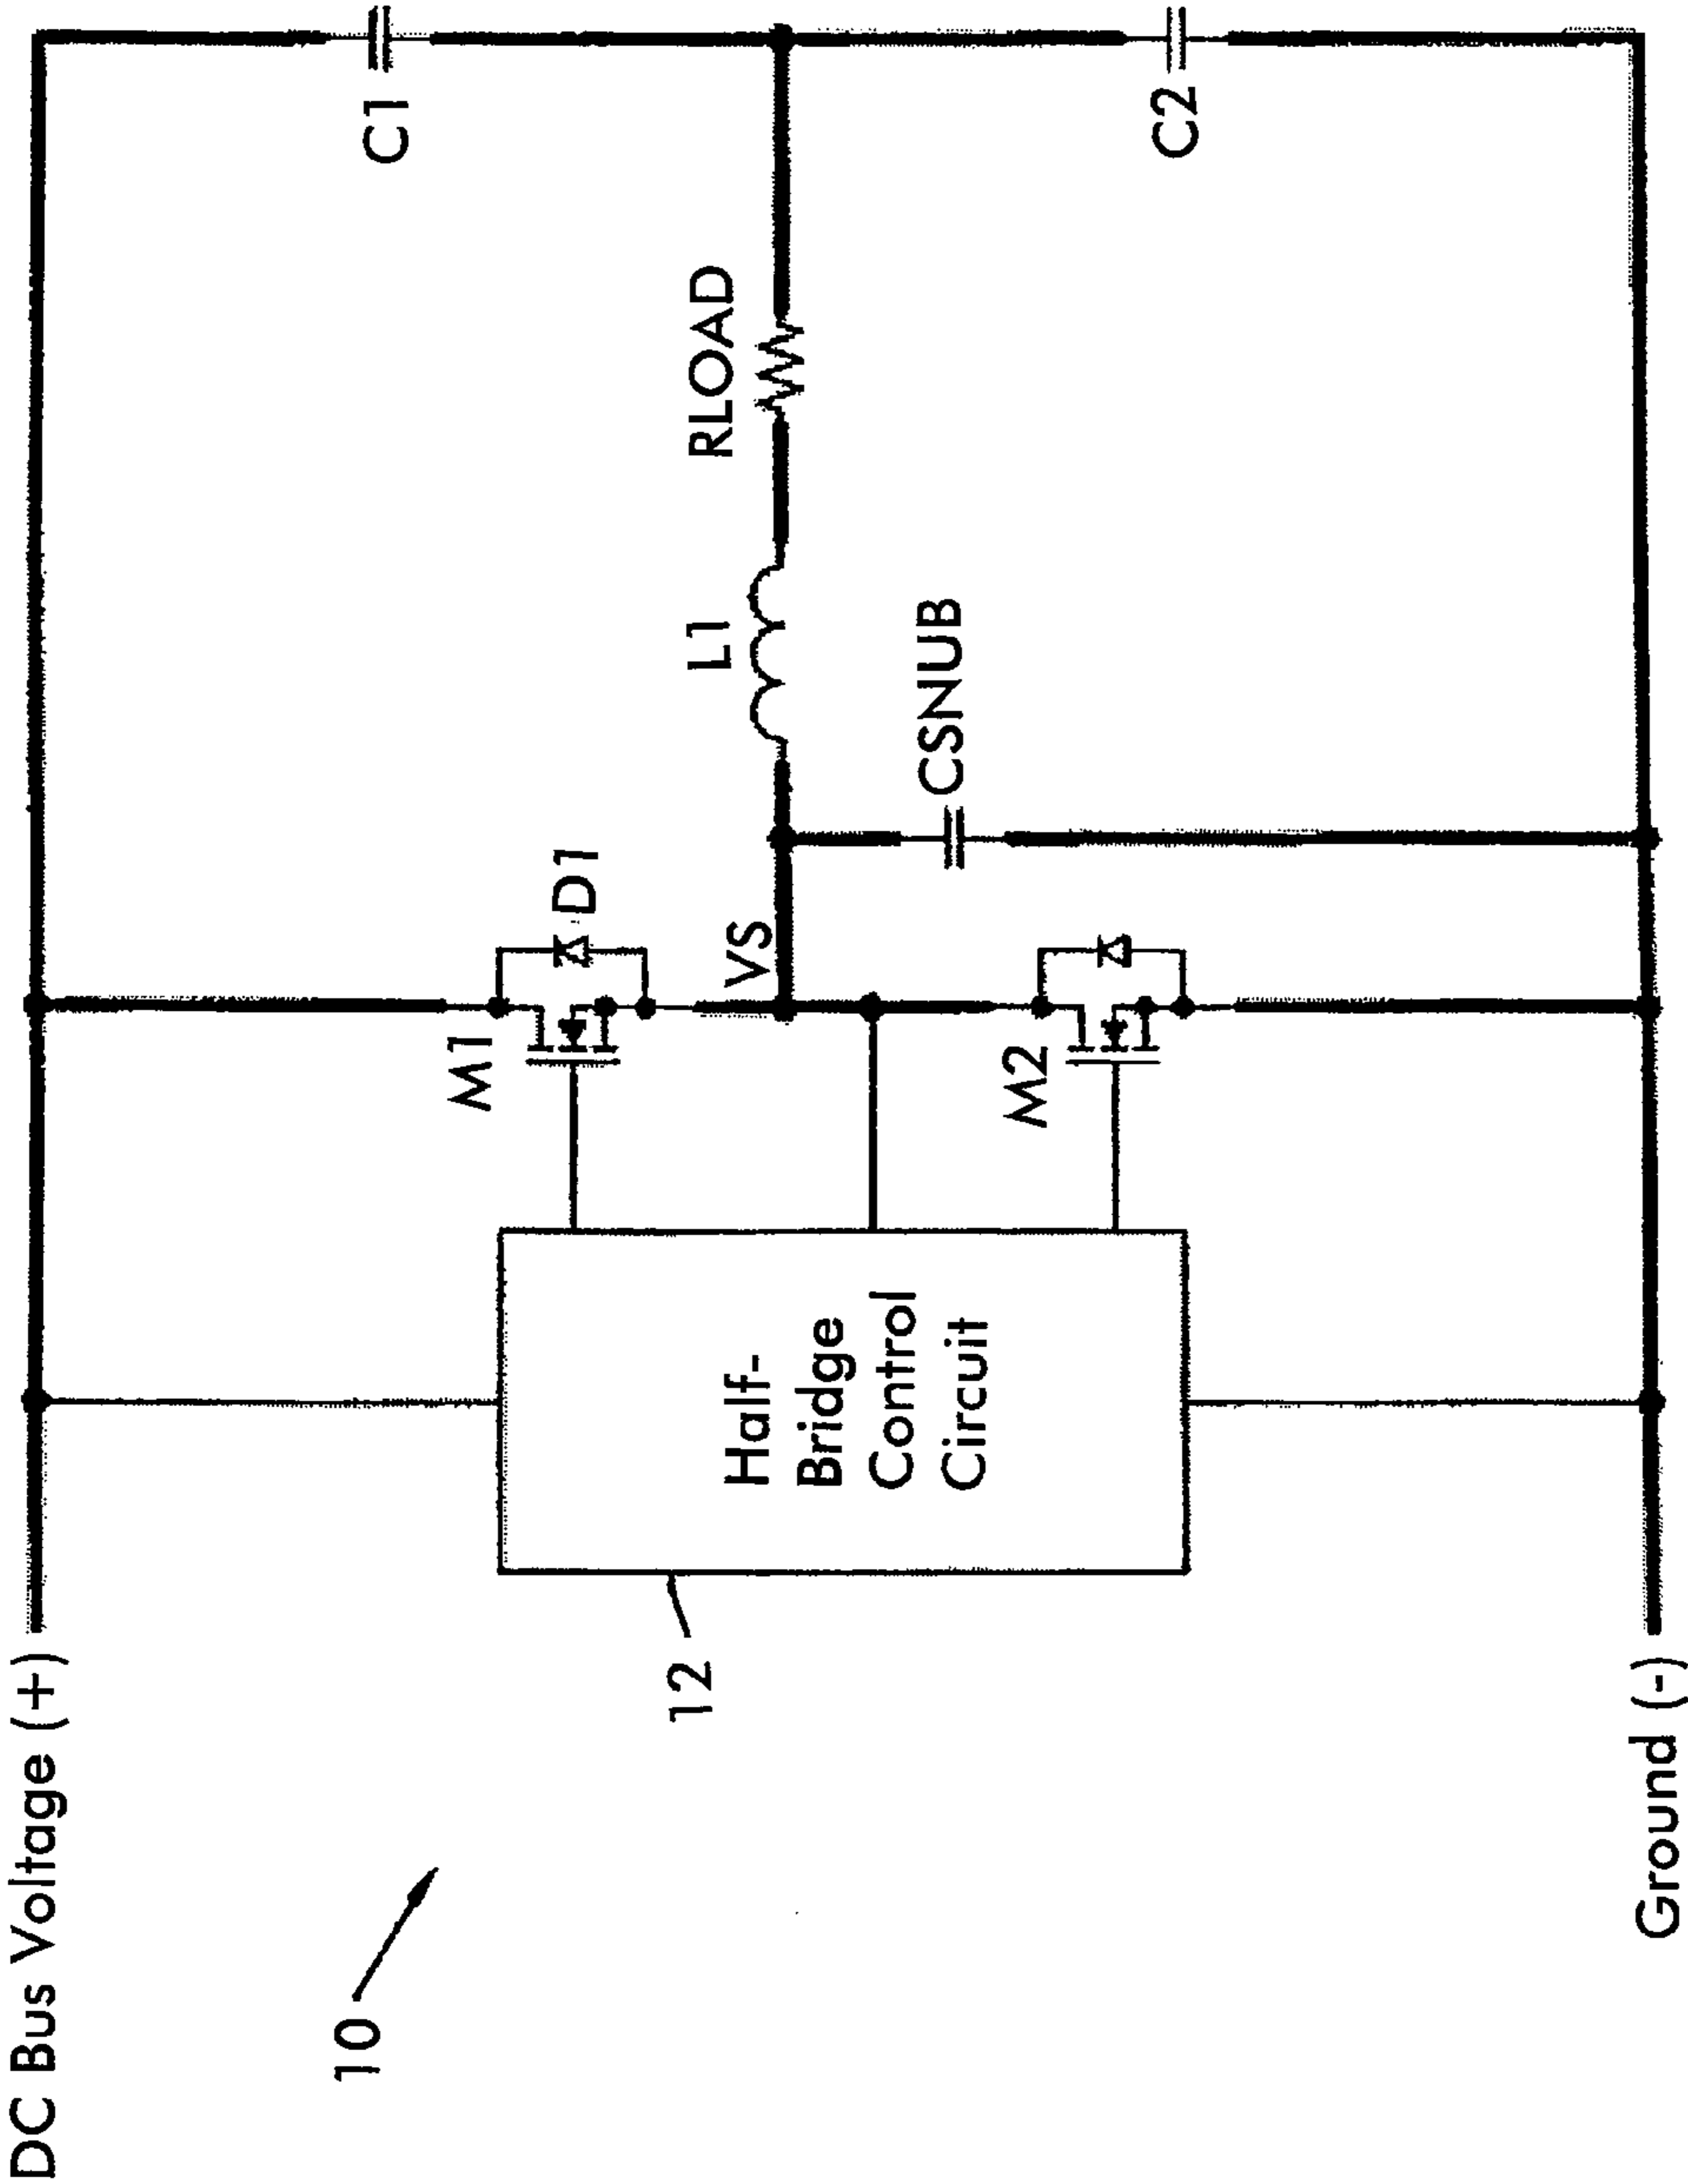 DC Bus Voltage (+)
10
12
Half-
Bridge
Control
Circuit
M1
D1
VS
M2
L1
RLOAD
CSNUB
C1
C2
Ground (-)